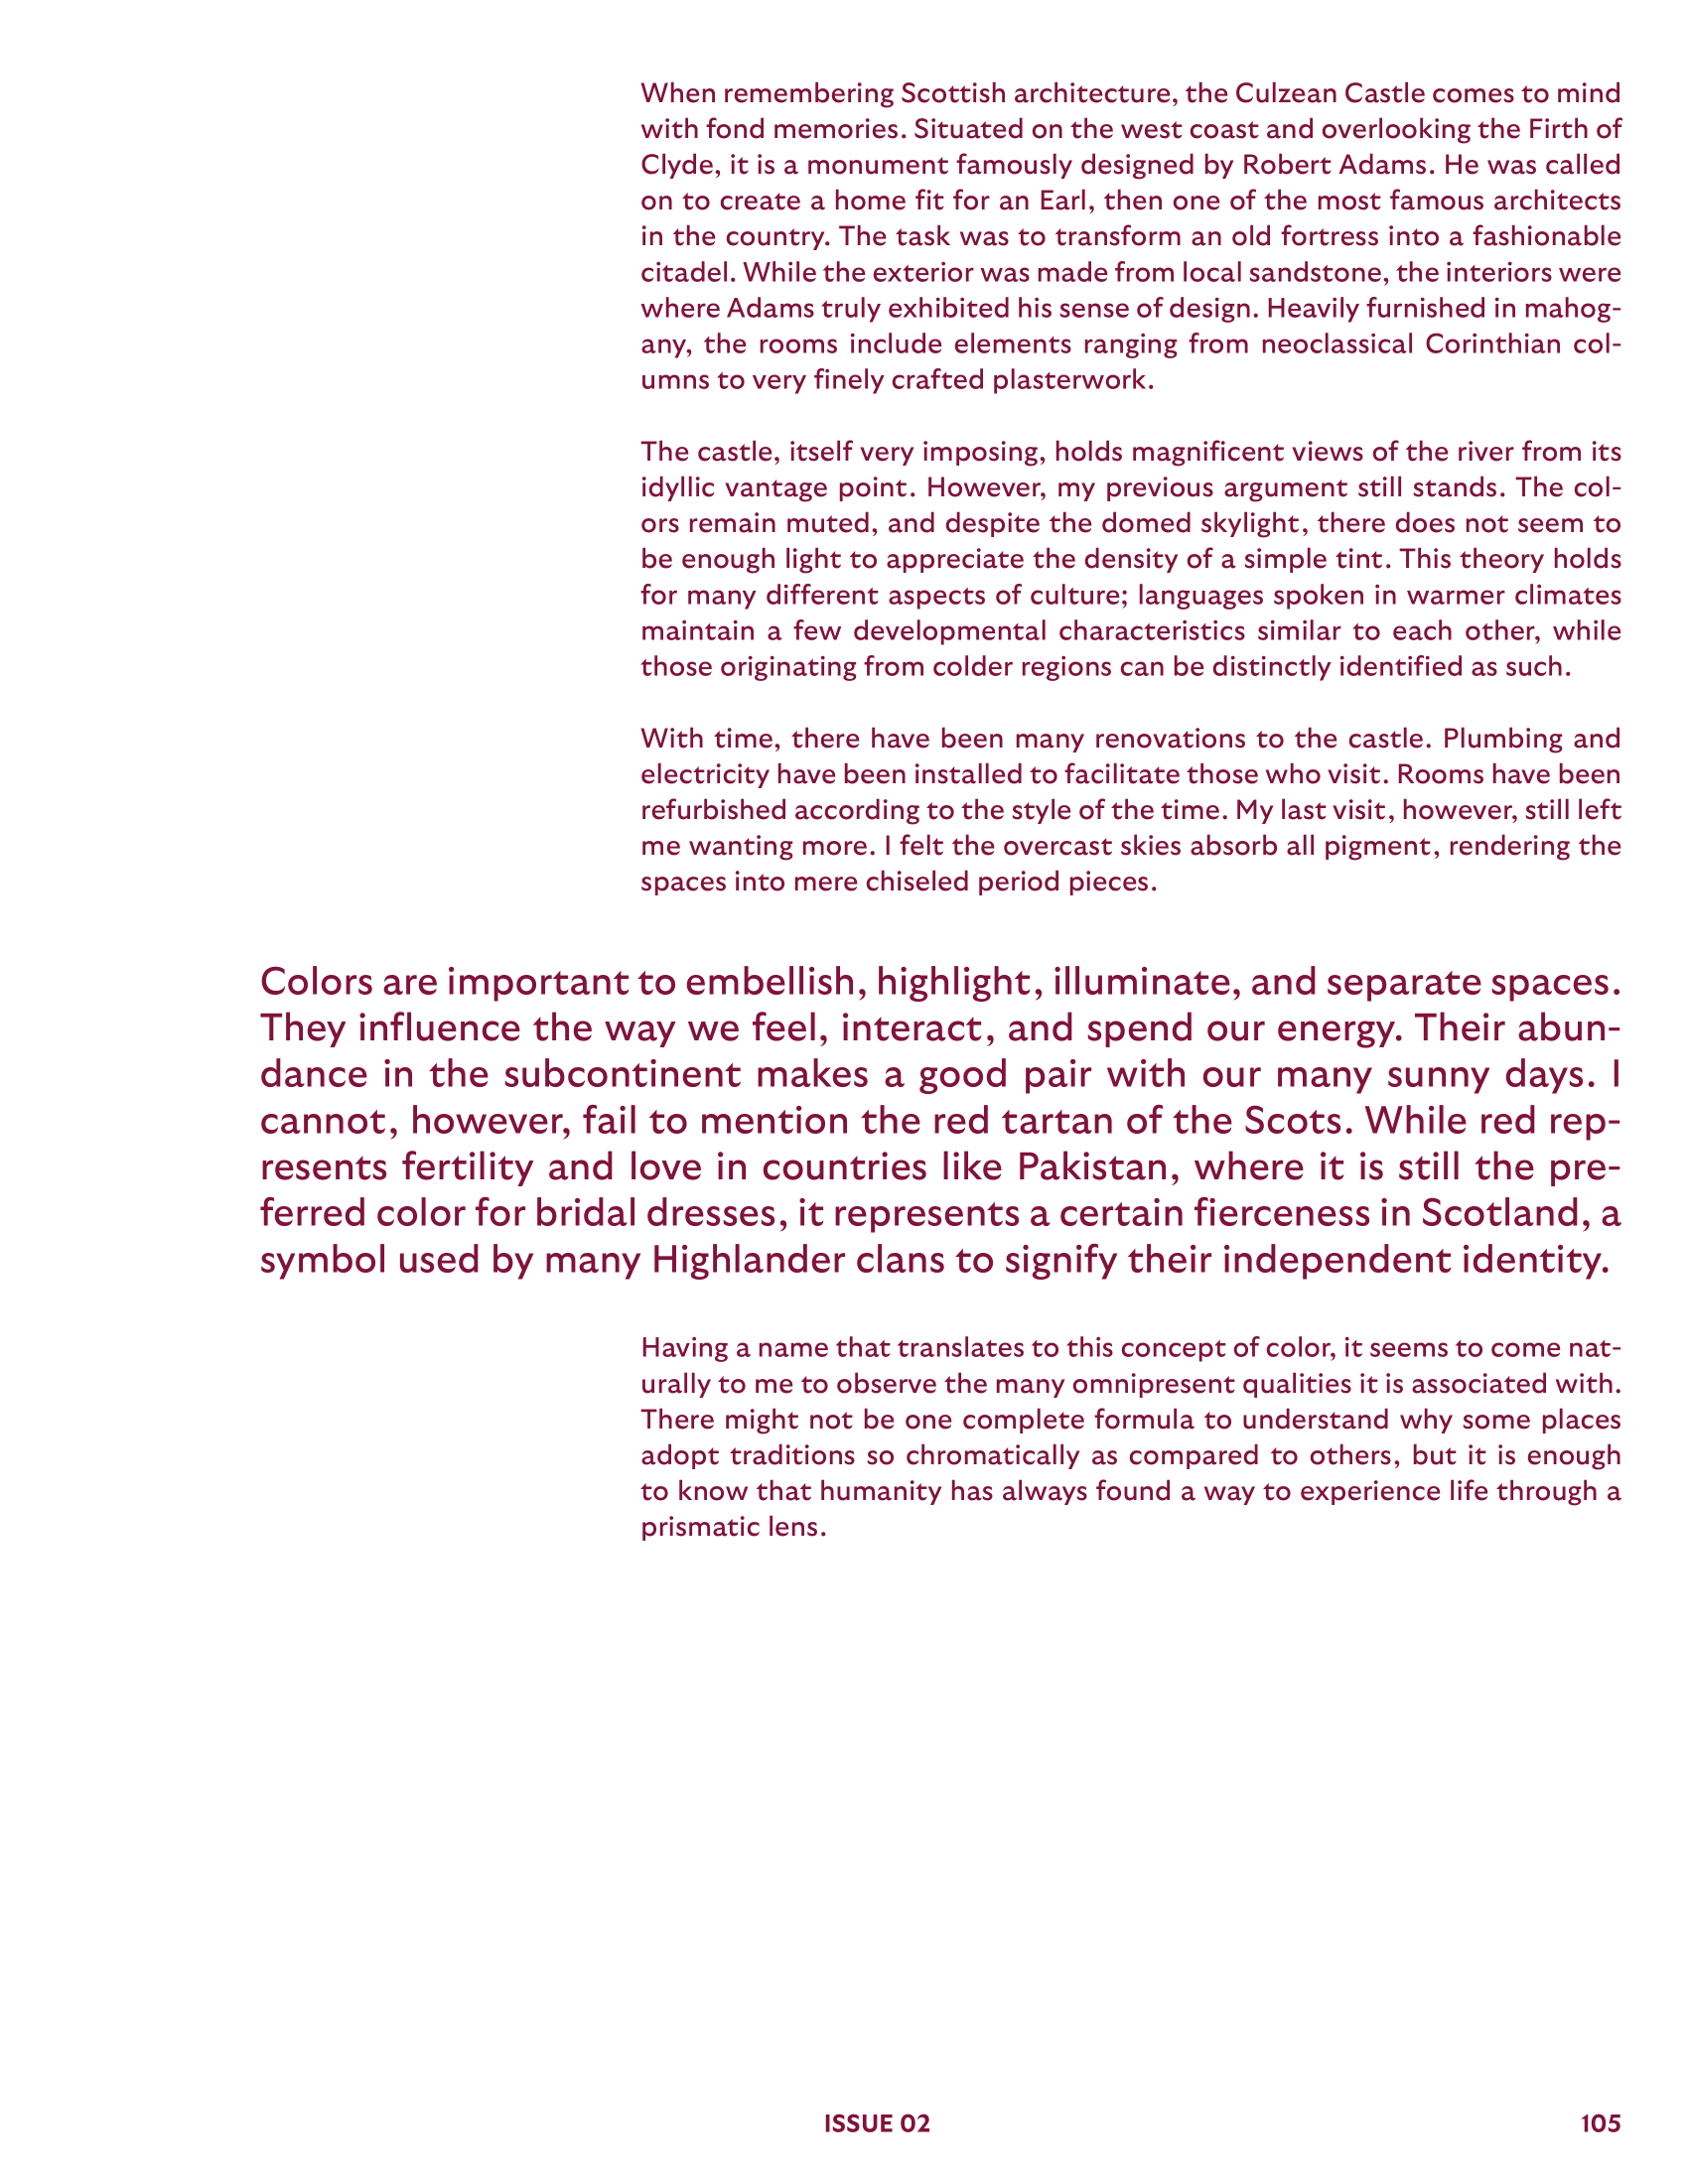 When remembering Scottish architecture, the Culzean Castle comes to mind
with fond memories. Situated on the west coast and overlooking the Firth of
Clyde, it is a monument famously designed by Robert Adams. He was called
on to create a home fit for an Earl, then one of the most famous architects
in the country. The task was to transform an old fortress into a fashionable
citadel. While the exterior was made from local sandstone, the interiors were
where Adams truly exhibited his sense of design. Heavily furnished in mahog-
any, the rooms include elements ranging from neoclassical Corinthian col-
umns to very finely crafted plasterwork.
The castle, itself very imposing, holds magnificent views of the river from its
idyllic vantage point. However, my previous argument still stands. The col-
ors remain muted, and despite the domed skylight, there does not seem to
be enough light to appreciate the density of a simple tint. This theory holds
for many different aspects of culture; languages spoken in warmer climates
maintain a few developmental characteristics similar to each other, while
those originating from colder regions can be distinctly identified as such.
With time, there have been many renovations to the castle. Plumbing and
electricity have been installed to facilitate those who visit. Rooms have been
refurbished according to the style of the time. My last visit, however, still left
me wanting more. I felt the overcast skies absorb all pigment, rendering the
spaces into mere chiseled period pieces.
Colors are important to embellish, highlight, illuminate, and separate spaces.
They influence the way we feel, interact, and spend our energy. Their abun-
dance in the subcontinent makes a good pair with our many sunny days. I
cannot, however, fail to mention the red tartan of the Scots. While red rep-
resents fertility and love in countries like Pakistan, where it is still the pre-
ferred color for bridal dresses, it represents a certain fierceness in Scotland, a
symbol used by many Highlander clans to signify their independent identity.
Having a name that translates to this concept of color, it seems to come nat-
urally to me to observe the many omnipresent qualities it is associated with.
There might not be one complete formula to understand why some places
adopt traditions so chromatically as compared to others, but it is enough
to know that humanity has always found a way to experience life through a
prismatic lens.
ISSUE 02
105